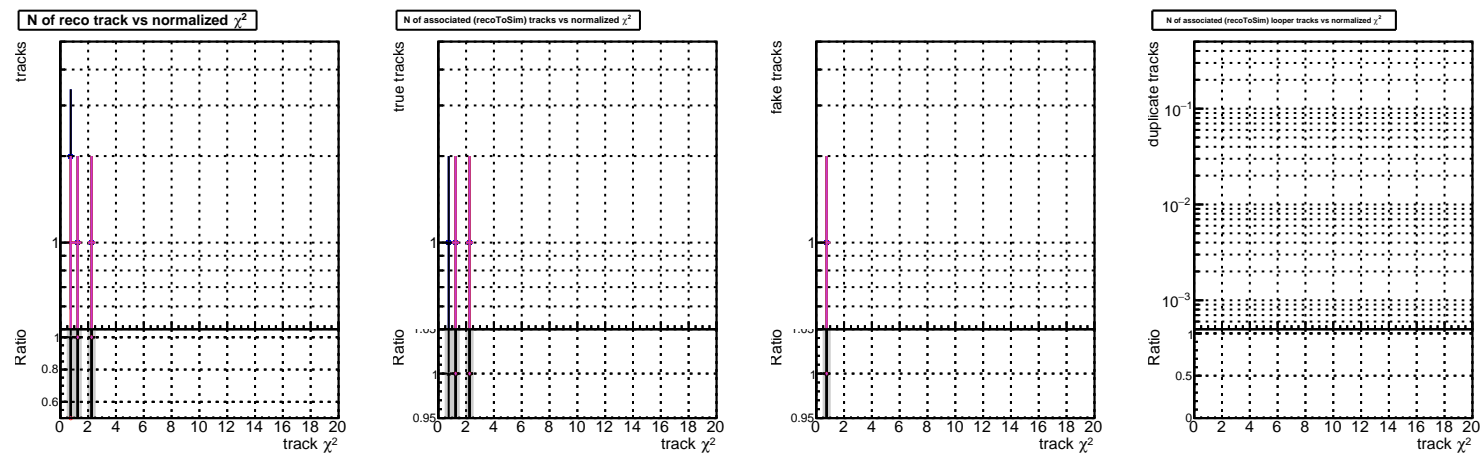 N of reco track vs normalized χ²
tracks
1
Ratio
1
0.8
0.6
0 2 4 6 8 10 12 14 16 18 20
track χ²
N of associated (recoToSim) tracks vs normalized χ²
true tracks
1
Ratio
1.05
1
0.95
0 2 4 6 8 10 12 14 16 18 20
track χ²
fake tracks
1
Ratio
1.05
1
0.95
0 2 4 6 8 10 12 14 16 18 20
track χ²
N of associated (recoToSim) looper tracks vs normalized χ²
duplicate tracks
10⁻¹
10⁻²
10⁻³
Ratio
1
0.5
0
0 2 4 6 8 10 12 14 16 18 20
track χ²